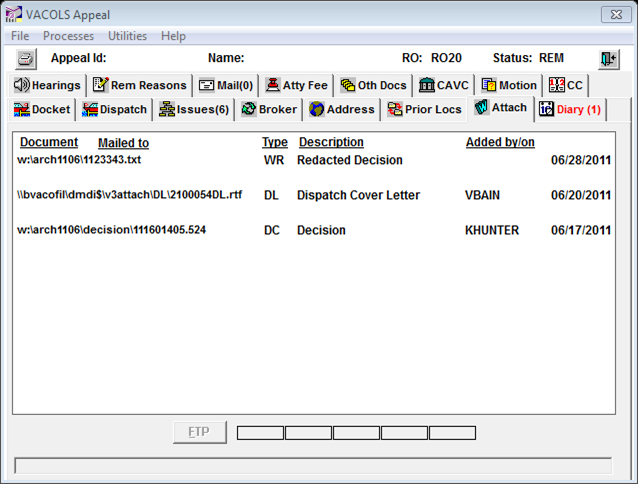 VACOLS Appeal
File Processes Utilities Help
Appeal Id: Name: RO: RO20 Status: REM
Hearings Rem Reasons Mail(0) Atty Fee Oth Docs CAVC Motion CC
Docket Dispatch Issues(6) Broker Address Prior Locs Attach Diary (1)
Document Mailed to Type Description Added by/on
w:\arch1106\1123343.txt WR Redacted Decision 06/28/2011
\\bvacofil\dmdi$\v3attach\DL\2100054DL.rtf DL Dispatch Cover Letter VBAIN 06/20/2011
w:\arch1106\decision\111601405.524 DC Decision KHUNTER 06/17/2011
FTP